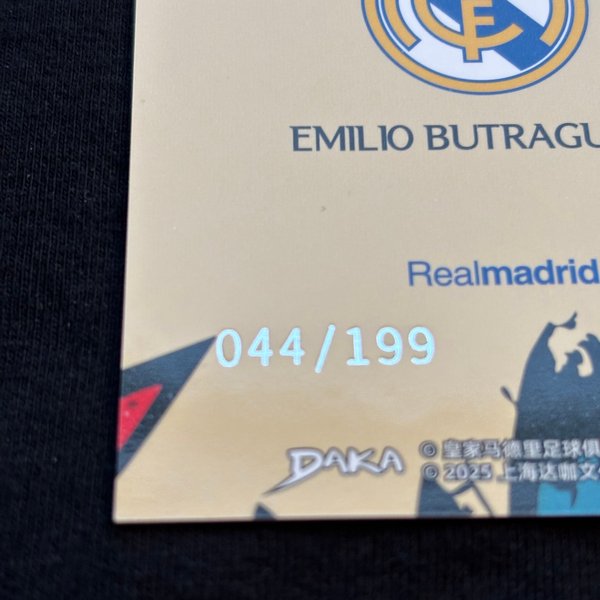 EMILIO BUTRAGU
Realmadrid
044/199
DAKA
© 皇家马德里足球俱
© 2025 上海达咖文化